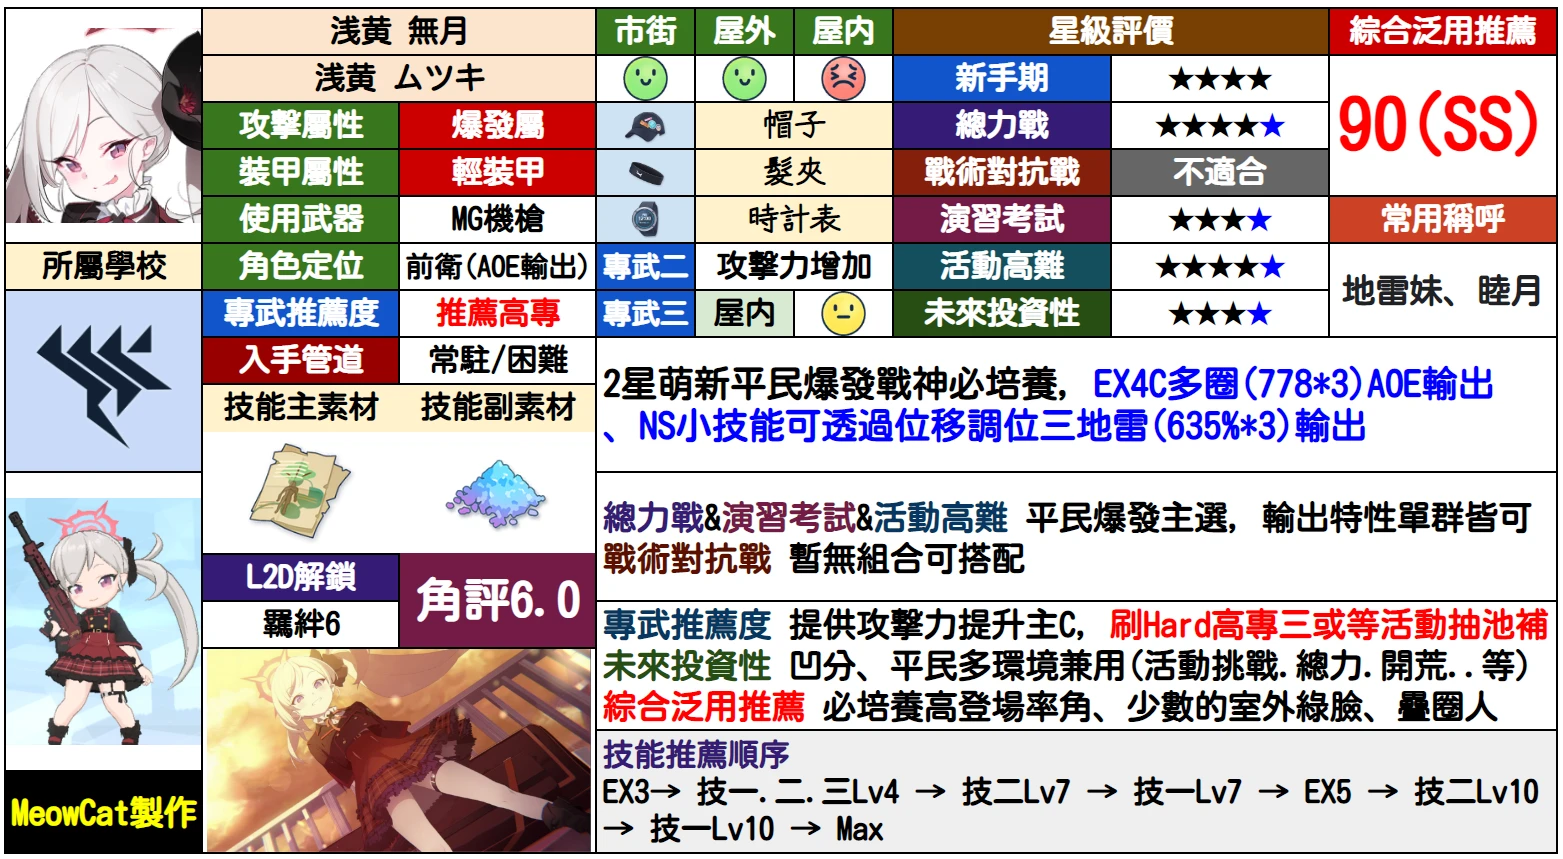 浅黄 無月
浅黄 ムツキ
攻擊屬性 爆發屬
裝甲屬性 輕裝甲
使用武器 MG機槍
所屬學校
角色定位 前衛(AOE輸出)
專武推薦度 推薦高專
入手管道 常駐/困難
技能主素材 技能副素材
L2D解鎖
羈絆6
角評6.0
MeowCat製作
市街 屋外 屋内
帽子
髮夾
時計表
專武二 攻擊力增加
專武三 屋内
星級評價
新手期 ★★★★
總力戰 ★★★★★
戰術對抗戰 不適合
演習考試 ★★★★
活動高難 ★★★★★
未來投資性 ★★★★
綜合泛用推薦
90(SS)
常用稱呼
地雷妹、睦月
2星萌新平民爆發戰神必培養, EX4C多圈(778*3)AOE輸出
、NS小技能可透過位移調位三地雷(635%*3)輸出
總力戰&演習考試&活動高難 平民爆發主選, 輸出特性單群皆可
戰術對抗戰 暫無組合可搭配
專武推薦度 提供攻擊力提升主C, 刷Hard高專三或等活動抽池補
未來投資性 凹分、平民多環境兼用(活動挑戰.總力.開荒..等)
綜合泛用推薦 必培養高登場率角、少數的室外綠臉、疊圈人
技能推薦順序
EX3→ 技一.二.三Lv4 → 技二Lv7 → 技一Lv7 → EX5 → 技二Lv10
→ 技一Lv10 → Max